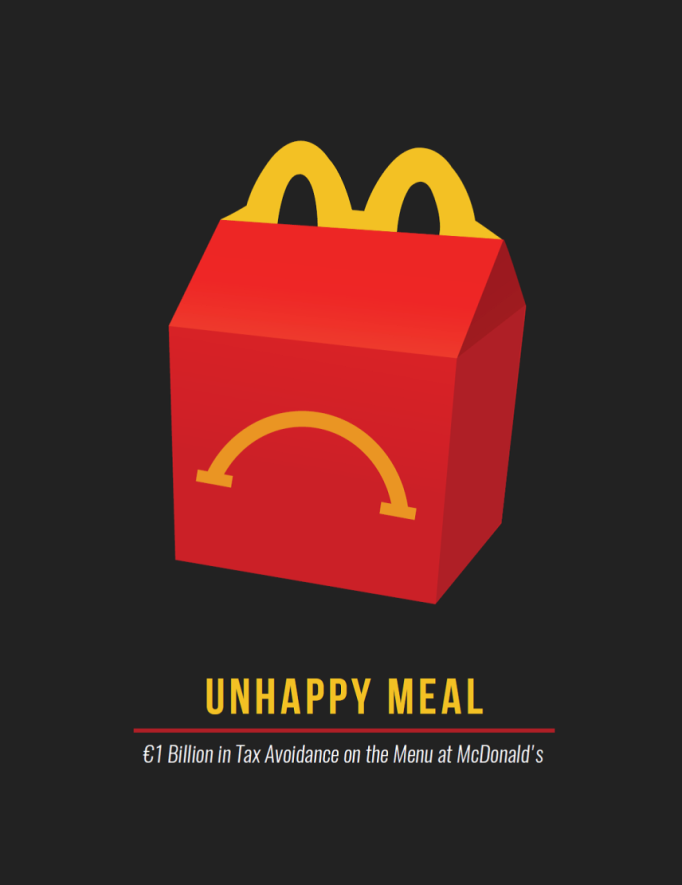 UNHAPPY MEAL
€1 Billion in Tax Avoidance on the Menu at McDonald's